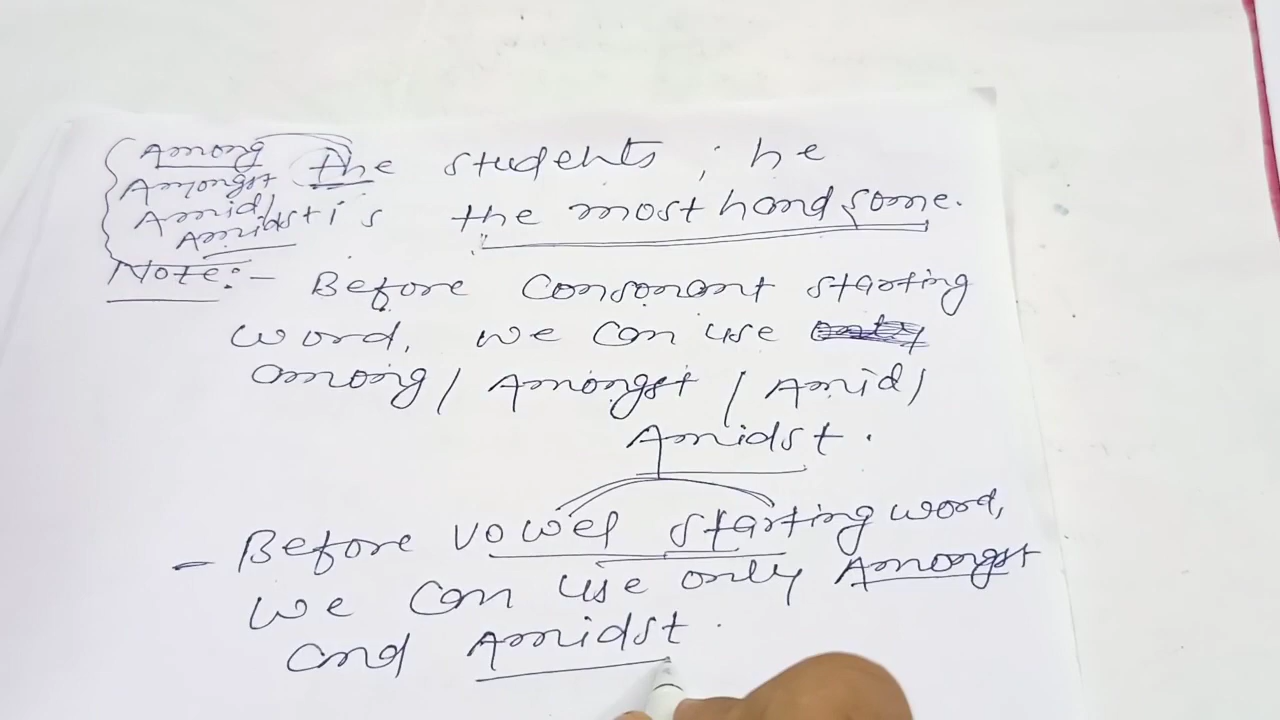 Among the students, he
Amongst
Amid/
Amidst is the most handsome.
Note:- Before consonant starting
word, we can use only
among/ Amongst / Amid/
Amidst.
- Before vowel starting word,
we can use only Amongst
and Amidst.